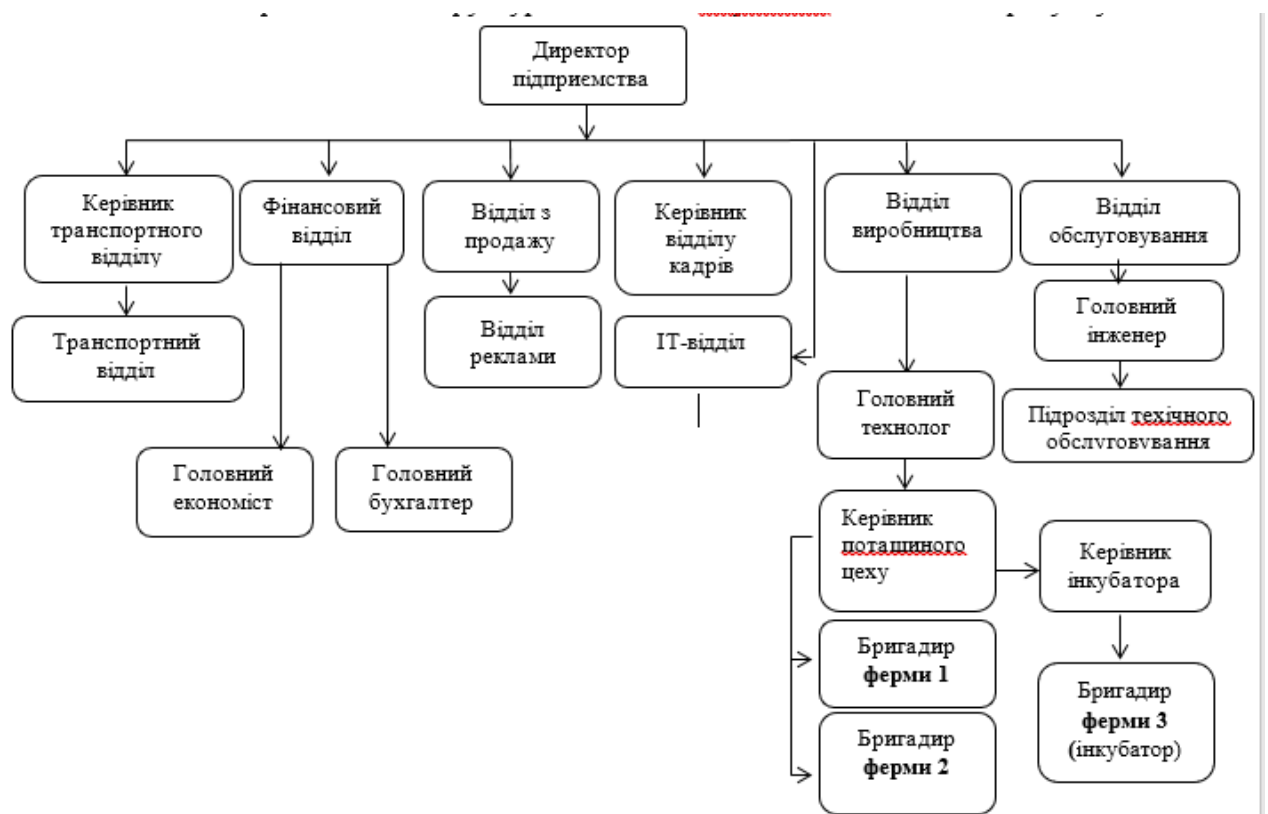 Директор
підприємства
Керівник
транспортного
відділу
Фінансовий
відділ
Відділ з
продажу
Керівник
відділу
кадрів
Відділ
виробництва
Відділ
обслуговування
Транспортний
відділ
Відділ
реклами
ІТ-відділ
Головний
інженер
Головний
технолог
Підрозділ техічного
обслуговування
Головний
економіст
Головний
бухгалтер
Керівник
поташиного
цеху
Керівник
інкубатора
Бригадир
ферми 1
Бригадир
ферми 2
Бригадир
ферми 3
(інкубатор)